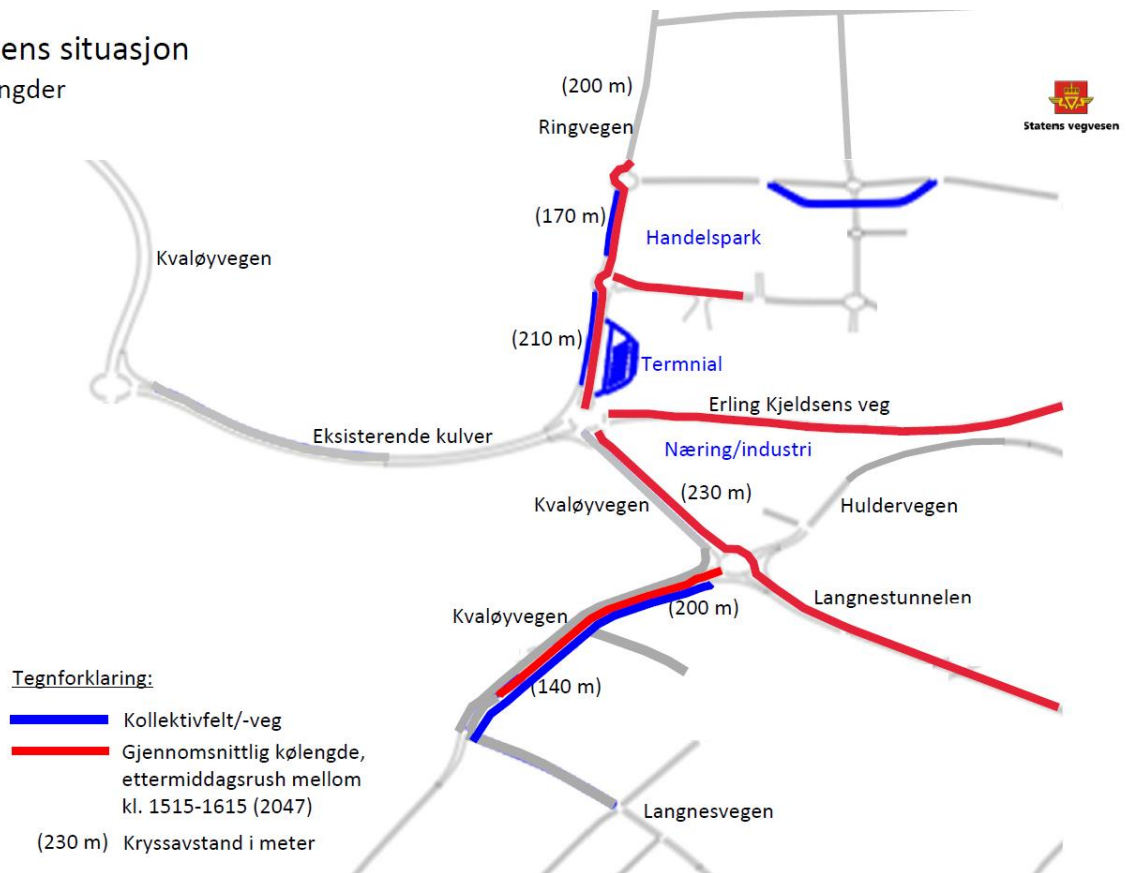 ens situasjon
ngder
(200 m)
Ringvegen
Statens vegvesen
(170 m)
Handelspark
Kvaløyvegen
(210 m)
Termnial
Erling Kjeldsens veg
Eksisterende kulver
Næring/industri
(230 m)
Kvaløyvegen
Huldervegen
Langnestunnelen
(200 m)
Kvaløyvegen
(140 m)
Tegnforklaring:
Kollektivfelt/-veg
Gjennomsnittlig kølengde,
ettermiddagsrush mellom
kl. 1515-1615 (2047)
(230 m) Kryssavstand i meter
Langnesvegen